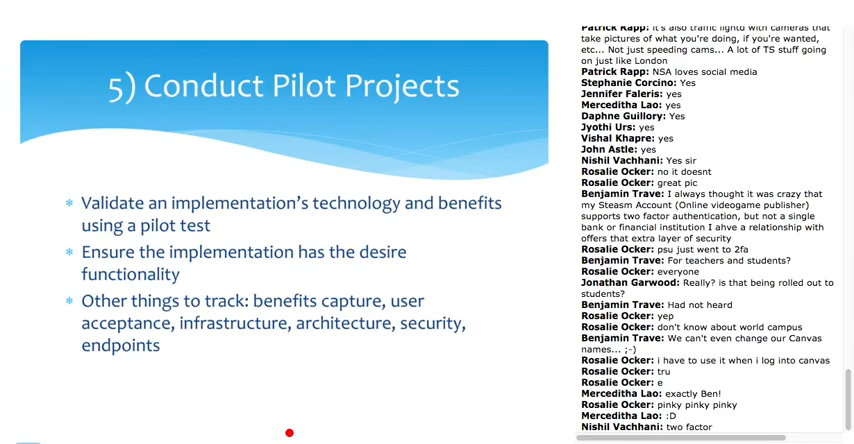 5) Conduct Pilot Projects
* Validate an implementation's technology and benefits
using a pilot test
* Ensure the implementation has the desire
functionality
* Other things to track: benefits capture, user
acceptance, infrastructure, architecture, security,
endpoints
Patrick Rapp: it's also traffic lightd with cameras that
take pictures of what you're doing, if you're wanted,
etc... Not just speeding cams... A lot of TS stuff going
on just like London
Patrick Rapp: NSA loves social media
Stephanie Corcino: Yes
Jennifer Faleris: yes
Merceditha Lao: yes
Daphne Guillory: Yes
Jyothi Urs: yes
Vishal Khapre: yes
John Astle: yes
Nishil Vachhani: Yes sir
Rosalie Ocker: no it doesnt
Rosalie Ocker: great pic
Benjamin Trave: I always thought it was crazy that
my Steasm Account (Online videogame publisher)
supports two factor authentication, but not a single
bank or financial institution I ahve a relationship with
offers that extra layer of security
Rosalie Ocker: psu just went to 2fa
Benjamin Trave: For teachers and students?
Rosalie Ocker: everyone
Jonathan Garwood: Really? is that being rolled out to
students?
Benjamin Trave: Had not heard
Rosalie Ocker: yep
Rosalie Ocker: don't know about world campus
Benjamin Trave: We can't even change our Canvas
names... ;-)
Rosalie Ocker: i have to use it when i log into canvas
Rosalie Ocker: tru
Rosalie Ocker: e
Merceditha Lao: exactly Ben!
Rosalie Ocker: pinky pinky pinky
Merceditha Lao: :D
Nishil Vachhani: two factor